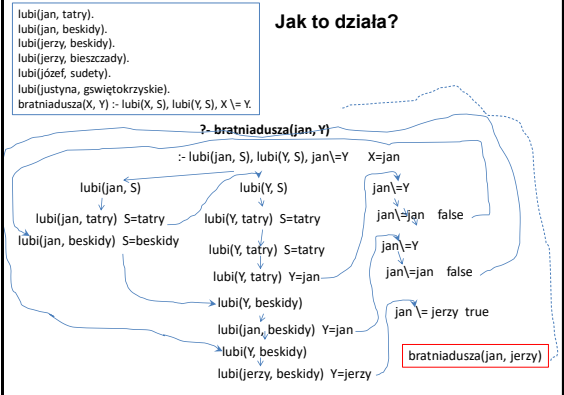 lubi(jan, tatry).
lubi(jan, beskidy).
lubi(jerzy, beskidy).
lubi(jerzy, bieszczady).
lubi(józef, sudety).
lubi(justyna, gswiętokrzyskie).
bratniadusza(X, Y) :- lubi(X, S), lubi(Y, S), X \= Y.
Jak to działa?
?- bratniadusza(jan, Y)
:- lubi(jan, S), lubi(Y, S), jan\=Y X=jan
lubi(jan, S) lubi(Y, S) jan\=Y
lubi(jan, tatry) S=tatry lubi(Y, tatry) S=tatry jan\=jan false
lubi(jan, beskidy) S=beskidy lubi(Y, tatry) S=tatry jan\=Y
lubi(Y, tatry) Y=jan jan\=jan false
lubi(Y, beskidy)
jan \= jerzy true
lubi(jan, beskidy) Y=jan
lubi(Y, beskidy)
bratniadusza(jan, jerzy)
lubi(jerzy, beskidy) Y=jerzy